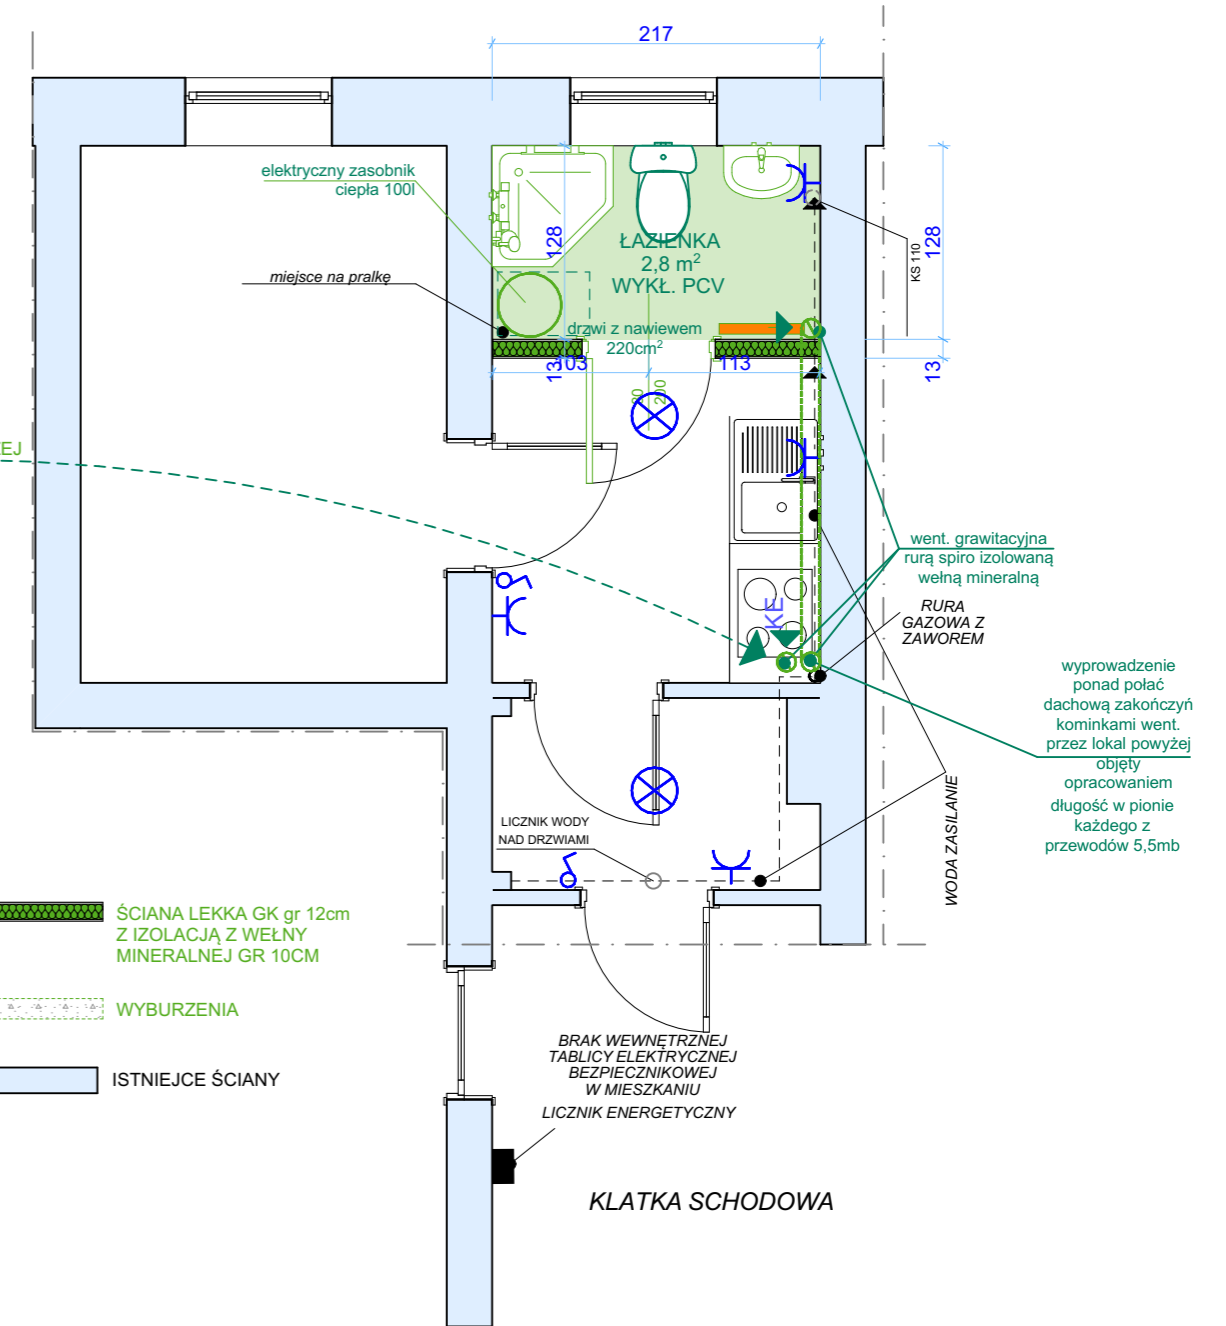 217
elektryczny zasobnik
ciepła 100l
miejsce na pralkę
128
ŁAZIENKA
2,8 m²
WYKŁ. PCV
128
KS 110
drzwi z nawiewem
220cm²
13
103
113
13
200
EJ
KE
went. grawitacyjna
rurą spiro izolowaną
wełną mineralną
RURA
GAZOWA Z
ZAWOREM
wyprowadzenie
ponad połać
dachową zakończyń
kominkami went.
przez lokal powyżej
objęty
opracowaniem
długość w pionie
każdego z
przewodów 5,5mb
WODA ZASILANIE
LICZNIK WODY
NAD DRZWIAMI
ŚCIANA LEKKA GK gr 12cm
Z IZOLACJĄ Z WEŁNY
MINERALNEJ GR 10CM
WYBURZENIA
ISTNIEJCE ŚCIANY
BRAK WEWNĘTRZNEJ
TABLICY ELEKTRYCZNEJ
BEZPIECZNIKOWEJ
W MIESZKANIU
LICZNIK ENERGETYCZNY
KLATKA SCHODOWA